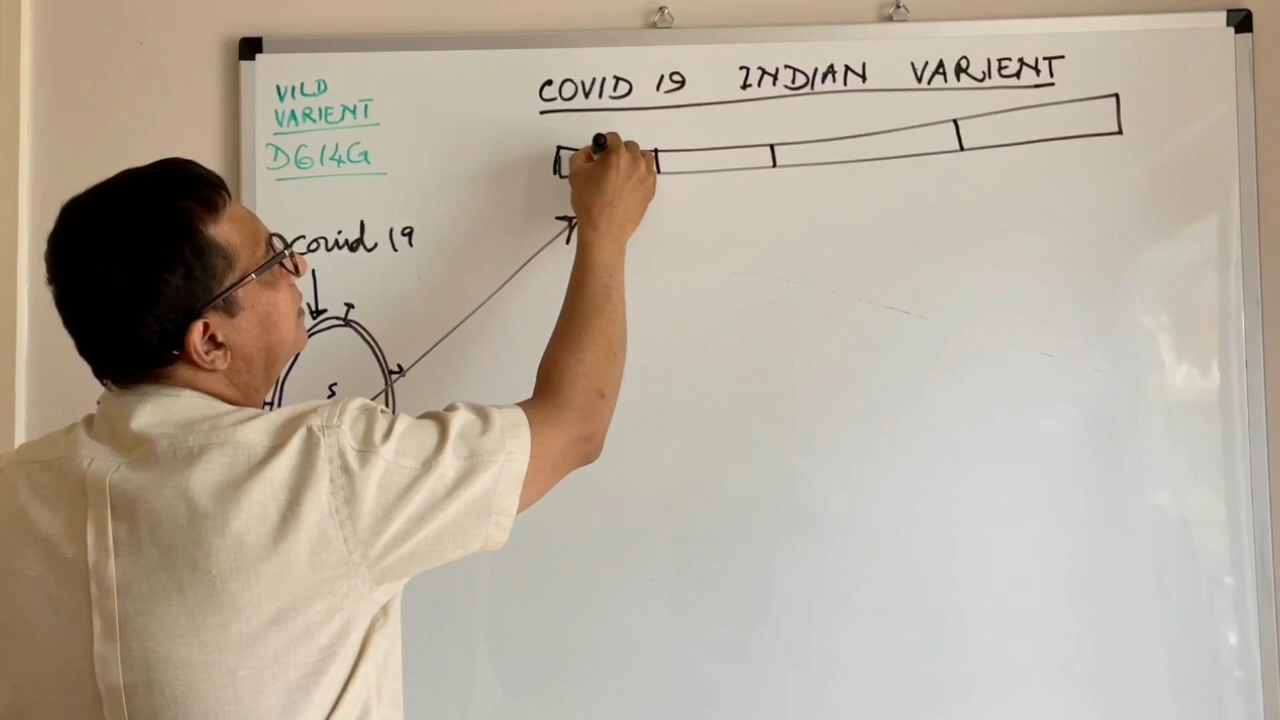 COVID 19 INDIAN VARIENT
VILD
VARIENT
D614G
covid 19
S